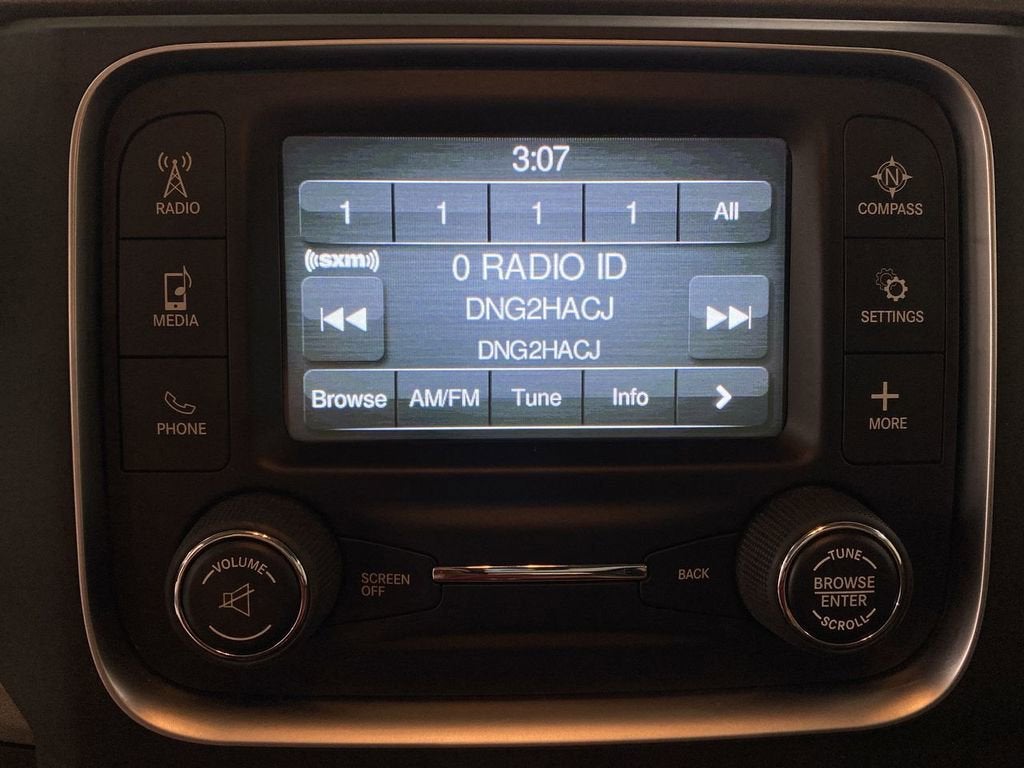 3:07
1 1 1 1 All
((sxm))
0 RADIO ID
DNG2HACJ
DNG2HACJ
Browse AM/FM Tune Info
RADIO
MEDIA
PHONE
N
COMPASS
SETTINGS
MORE
VOLUME
SCREEN
OFF
BACK
TUNE
BROWSE
ENTER
SCROLL